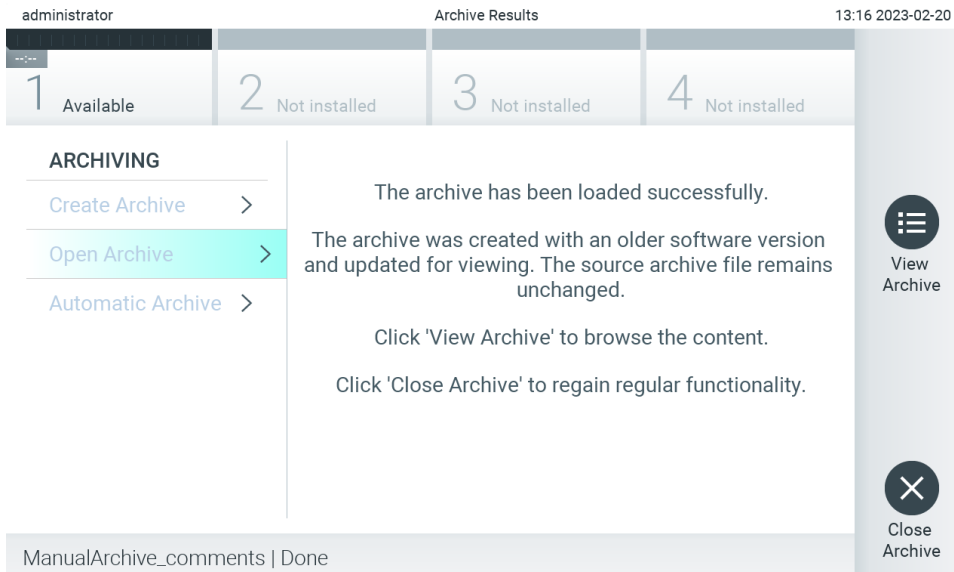 administrator
Archive Results
13:16 2023-02-20
--:--
1 Available
2 Not installed
3 Not installed
4 Not installed
ARCHIVING
Create Archive
Open Archive
Automatic Archive
The archive has been loaded successfully.
The archive was created with an older software version
and updated for viewing. The source archive file remains
unchanged.
Click 'View Archive' to browse the content.
Click 'Close Archive' to regain regular functionality.
View
Archive
Close
Archive
ManualArchive_comments | Done